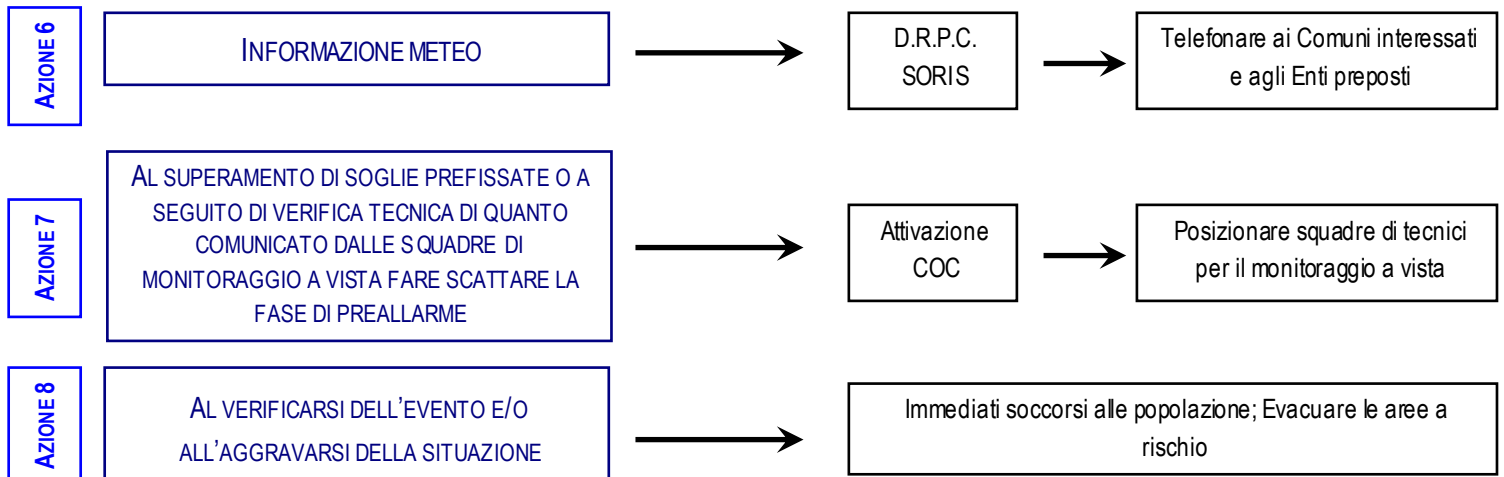 AZIONE 6
INFORMAZIONE METEO
D.R.P.C.
SORIS
Telefonare ai Comuni interessati
e agli Enti preposti
AZIONE 7
AL SUPERAMENTO DI SOGLIE PREFISSATE O A
SEGUITO DI VERIFICA TECNICA DI QUANTO
COMUNICATO DALLE SQUADRE DI
MONITORAGGIO A VISTA FARE SCATTARE LA
FASE DI PREALLARME
Attivazione
COC
Posizionare squadre di tecnici
per il monitoraggio a vista
AZIONE 8
AL VERIFICARSI DELL'EVENTO E/O
ALL'AGGRAVARSI DELLA SITUAZIONE
Immediati soccorsi alle popolazione; Evacuare le aree a
rischio